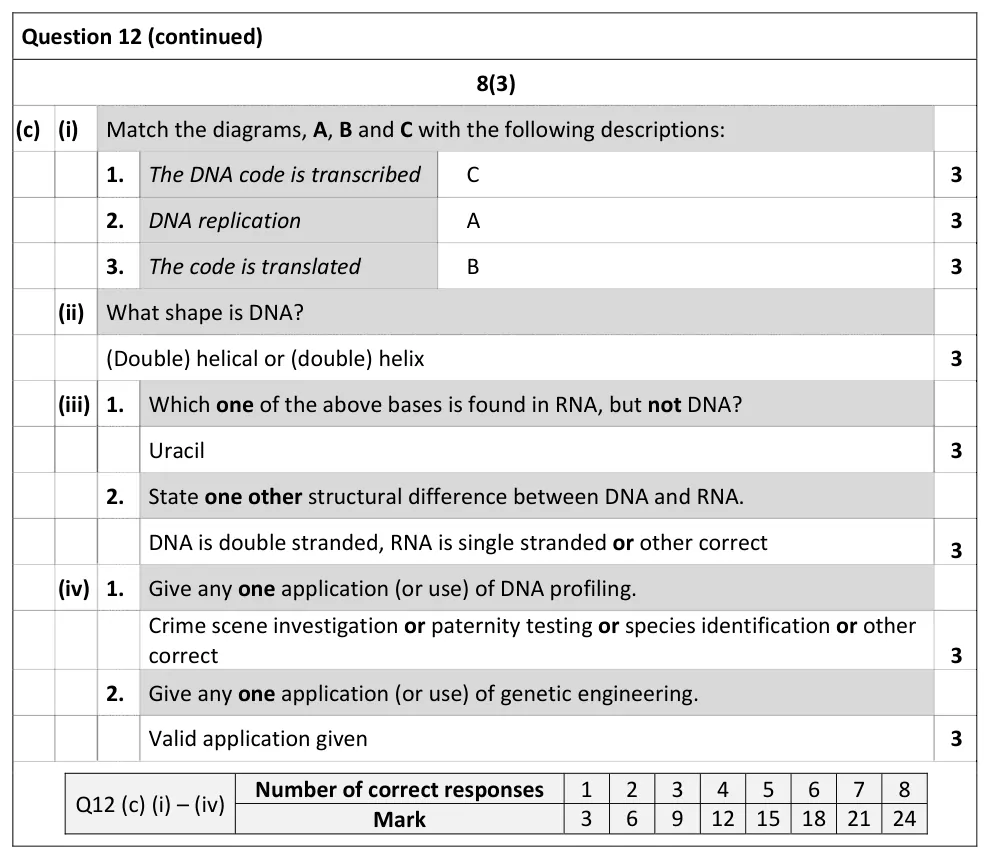 Question 12 (continued)
8(3)
(c) (i) Match the diagrams, A, B and C with the following descriptions:
1. The DNA code is transcribed C 3
2. DNA replication A 3
3. The code is translated B 3
(ii) What shape is DNA?
(Double) helical or (double) helix 3
(iii) 1. Which one of the above bases is found in RNA, but not DNA?
Uracil 3
2. State one other structural difference between DNA and RNA.
DNA is double stranded, RNA is single stranded or other correct 3
(iv) 1. Give any one application (or use) of DNA profiling.
Crime scene investigation or paternity testing or species identification or other
correct 3
2. Give any one application (or use) of genetic engineering.
Valid application given 3
Q12 (c) (i) – (iv) Number of correct responses 1 2 3 4 5 6 7 8
Mark 3 6 9 12 15 18 21 24